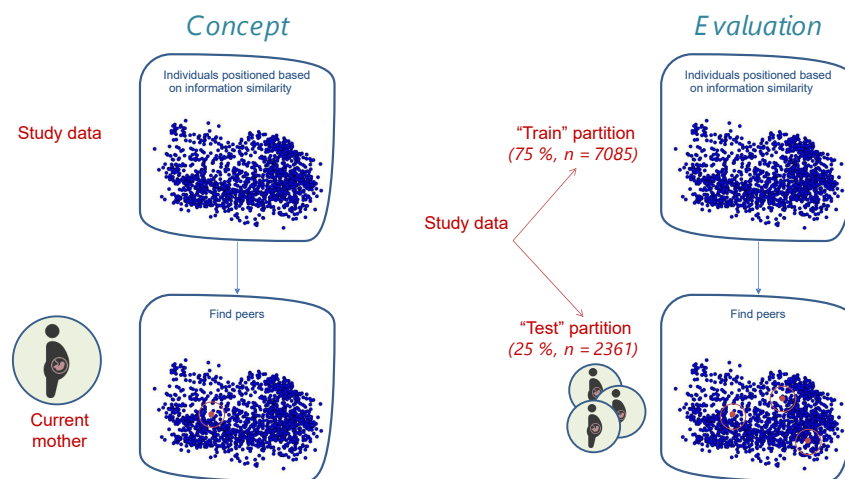 Concept
Individuals positioned based
on information similarity
Study data
Find peers
Current
mother
Evaluation
Individuals positioned based
on information similarity
“Train” partition
(75 %, n = 7085)
Study data
“Test” partition
(25 %, n = 2361)
Find peers